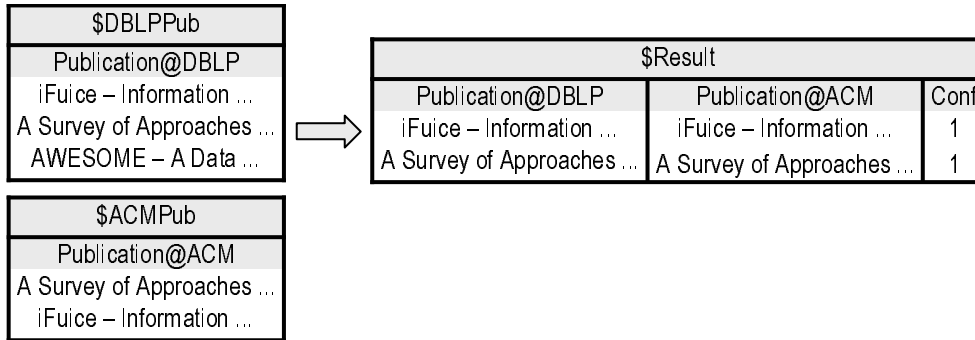 $DBLPPub
Publication@DBLP
iFuice – Information ...
A Survey of Approaches ...
AWESOME – A Data ...
$ACMPub
Publication@ACM
A Survey of Approaches ...
iFuice – Information ...
$Result
Publication@DBLP Publication@ACM Conf
iFuice – Information ... iFuice – Information ... 1
A Survey of Approaches ... A Survey of Approaches ... 1